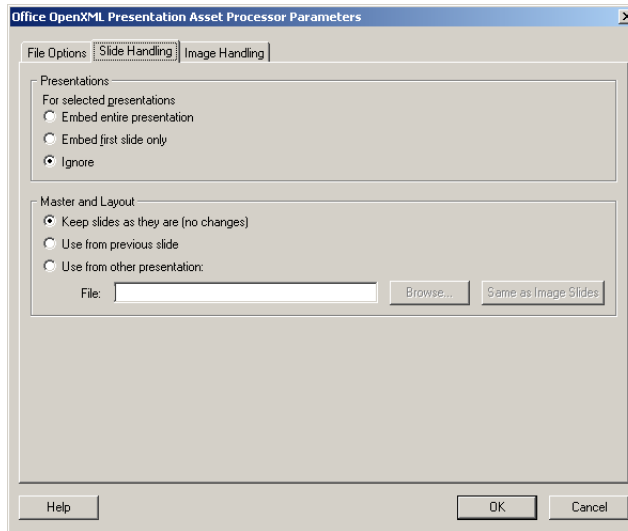 Office OpenXML Presentation Asset Processor Parameters
File Options Slide Handling Image Handling
Presentations
For selected presentations
Embed entire presentation
Embed first slide only
Ignore
Master and Layout
Keep slides as they are (no changes)
Use from previous slide
Use from other presentation:
File: Browse... Same as Image Slides
Help OK Cancel